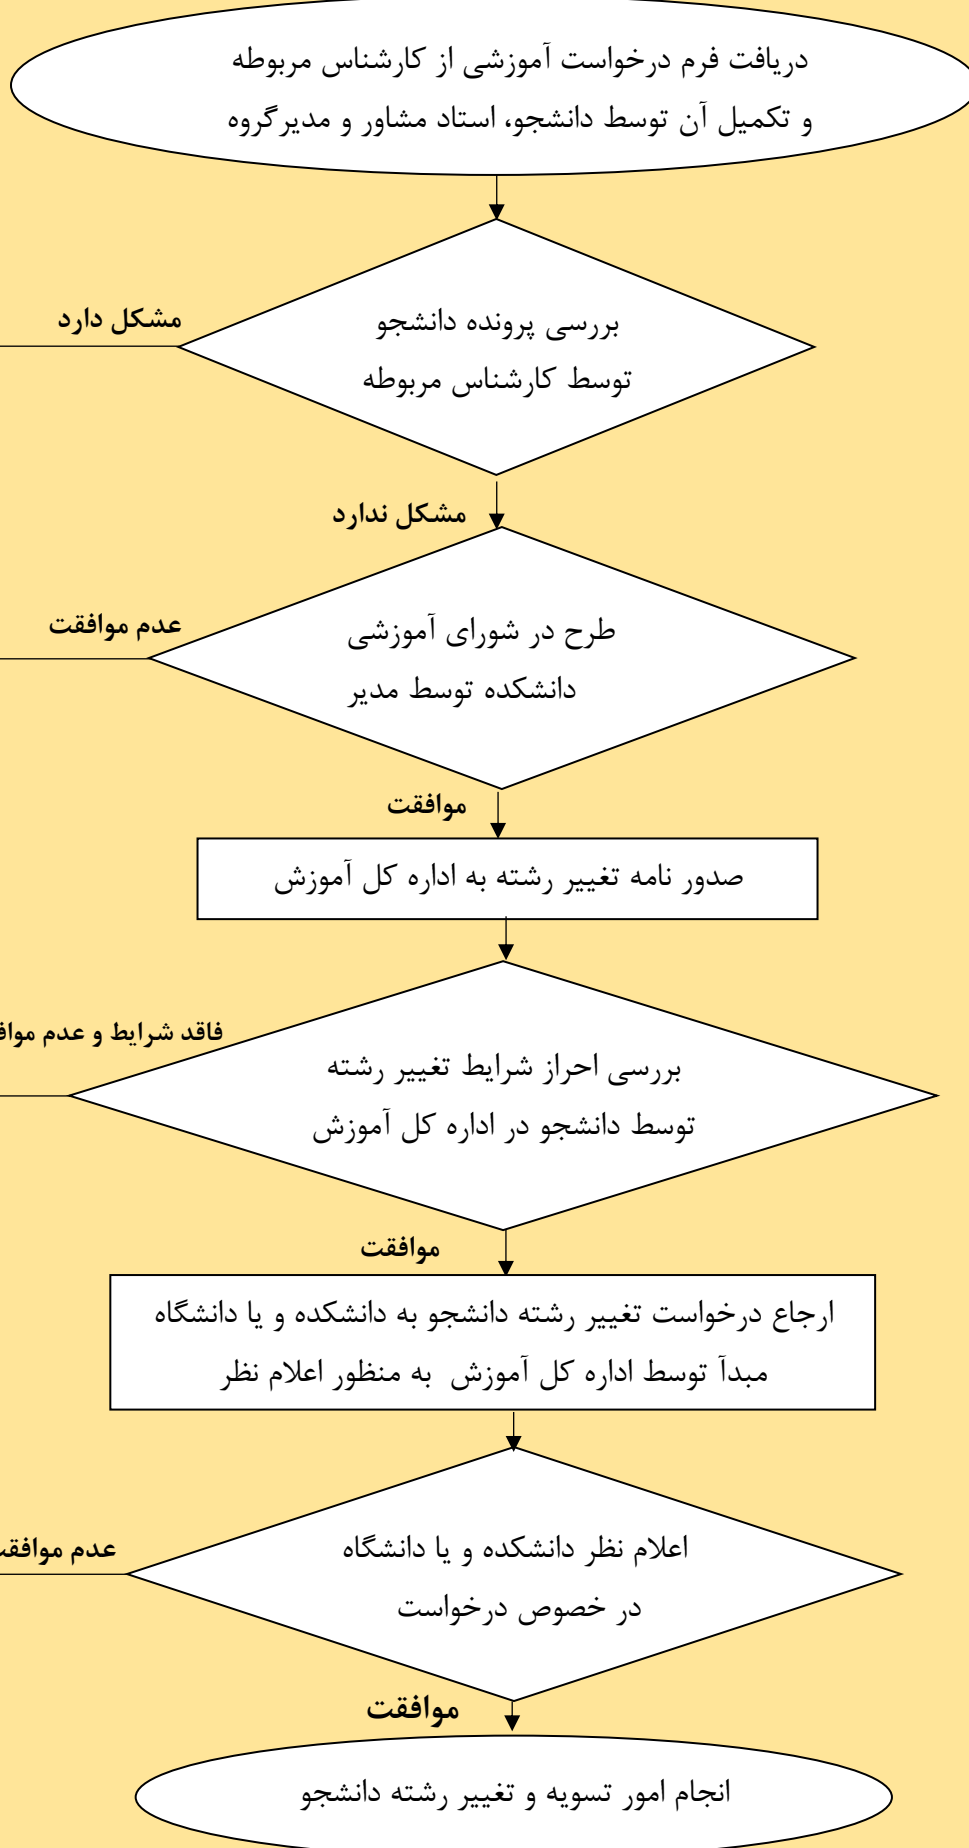 دریافت فرم درخواست آموزشی از کارشناس مربوطه
و تکمیل آن توسط دانشجو، استاد مشاور و مدیرگروه
بررسی پرونده دانشجو
توسط کارشناس مربوطه
مشکل دارد
مشکل ندارد
طرح در شورای آموزشی
دانشکده توسط مدیر
عدم موافقت
موافقت
صدور نامه تغییر رشته به اداره کل آموزش
فاقد شرایط و عدم
بررسی احراز شرایط تغییر رشته
توسط دانشجو در اداره کل آموزش
موافقت
ارجاع درخواست تغییر رشته دانشجو به دانشکده و یا دانشگاه
مبدآ توسط اداره کل آموزش به منظور اعلام نظر
اعلام نظر دانشکده و یا دانشگاه
در خصوص درخواست
عدم موافقت
موافقت
انجام امور تسویه و تغییر رشته دانشجو